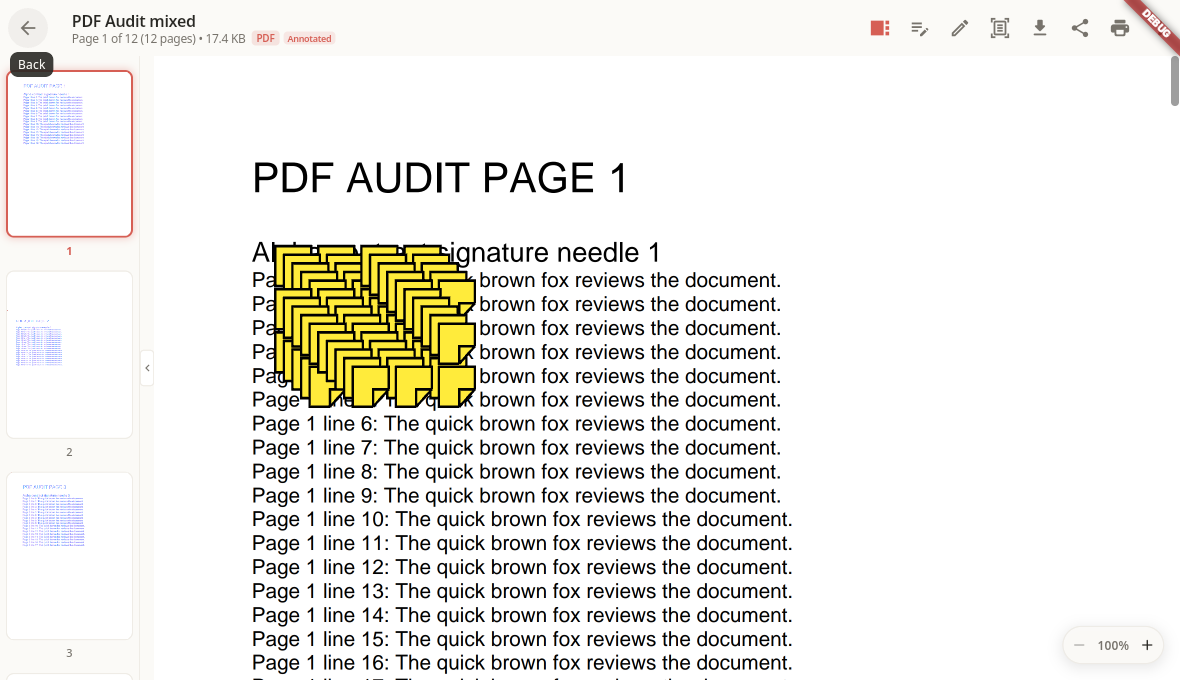 PDF Audit mixed
Page 1 of 12 (12 pages) • 17.4 KB PDF Annotated
DEBUG
Back
PDF AUDIT PAGE 1
1
2
PDF AUDIT PAGE 3
3
PDF AUDIT PAGE 1
signature needle 1
brown fox reviews the document.
brown fox reviews the document.
brown fox reviews the document.
brown fox reviews the document.
brown fox reviews the document.
Page brown fox reviews the document.
Page 1 line 6: The quick brown fox reviews the document.
Page 1 line 7: The quick brown fox reviews the document.
Page 1 line 8: The quick brown fox reviews the document.
Page 1 line 9: The quick brown fox reviews the document.
Page 1 line 10: The quick brown fox reviews the document.
Page 1 line 11: The quick brown fox reviews the document.
Page 1 line 12: The quick brown fox reviews the document.
Page 1 line 13: The quick brown fox reviews the document.
Page 1 line 14: The quick brown fox reviews the document.
Page 1 line 15: The quick brown fox reviews the document.
Page 1 line 16: The quick brown fox reviews the document.
100%